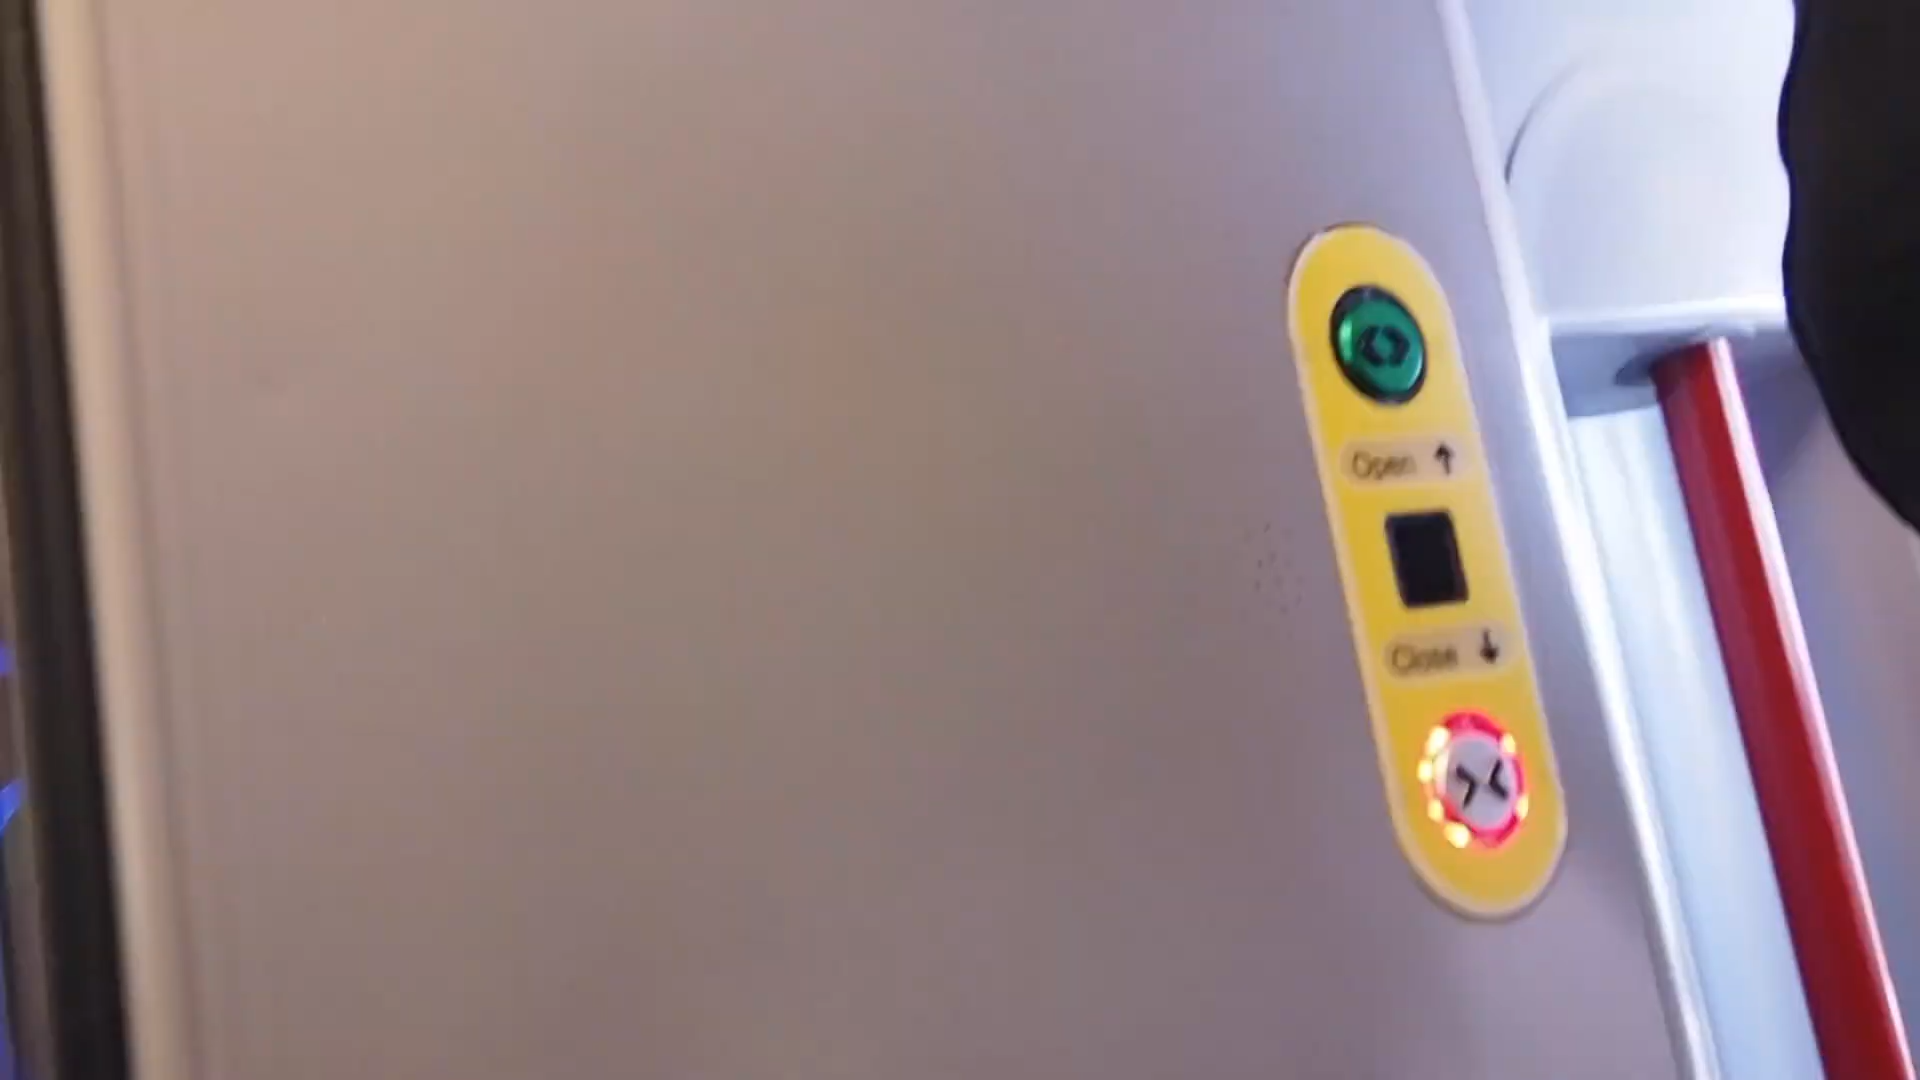 Open ↑
Close ↓